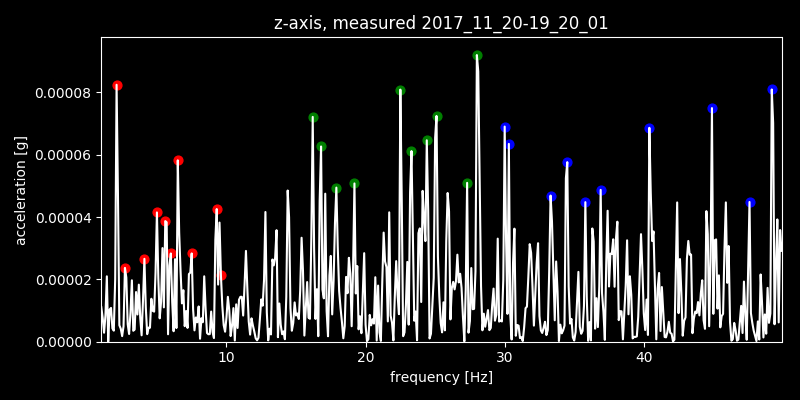 z-axis, measured 2017_11_20-19_20_01
acceleration [g]
0.00008
0.00006
0.00004
0.00002
0.00000
10 20 30 40
frequency [Hz]